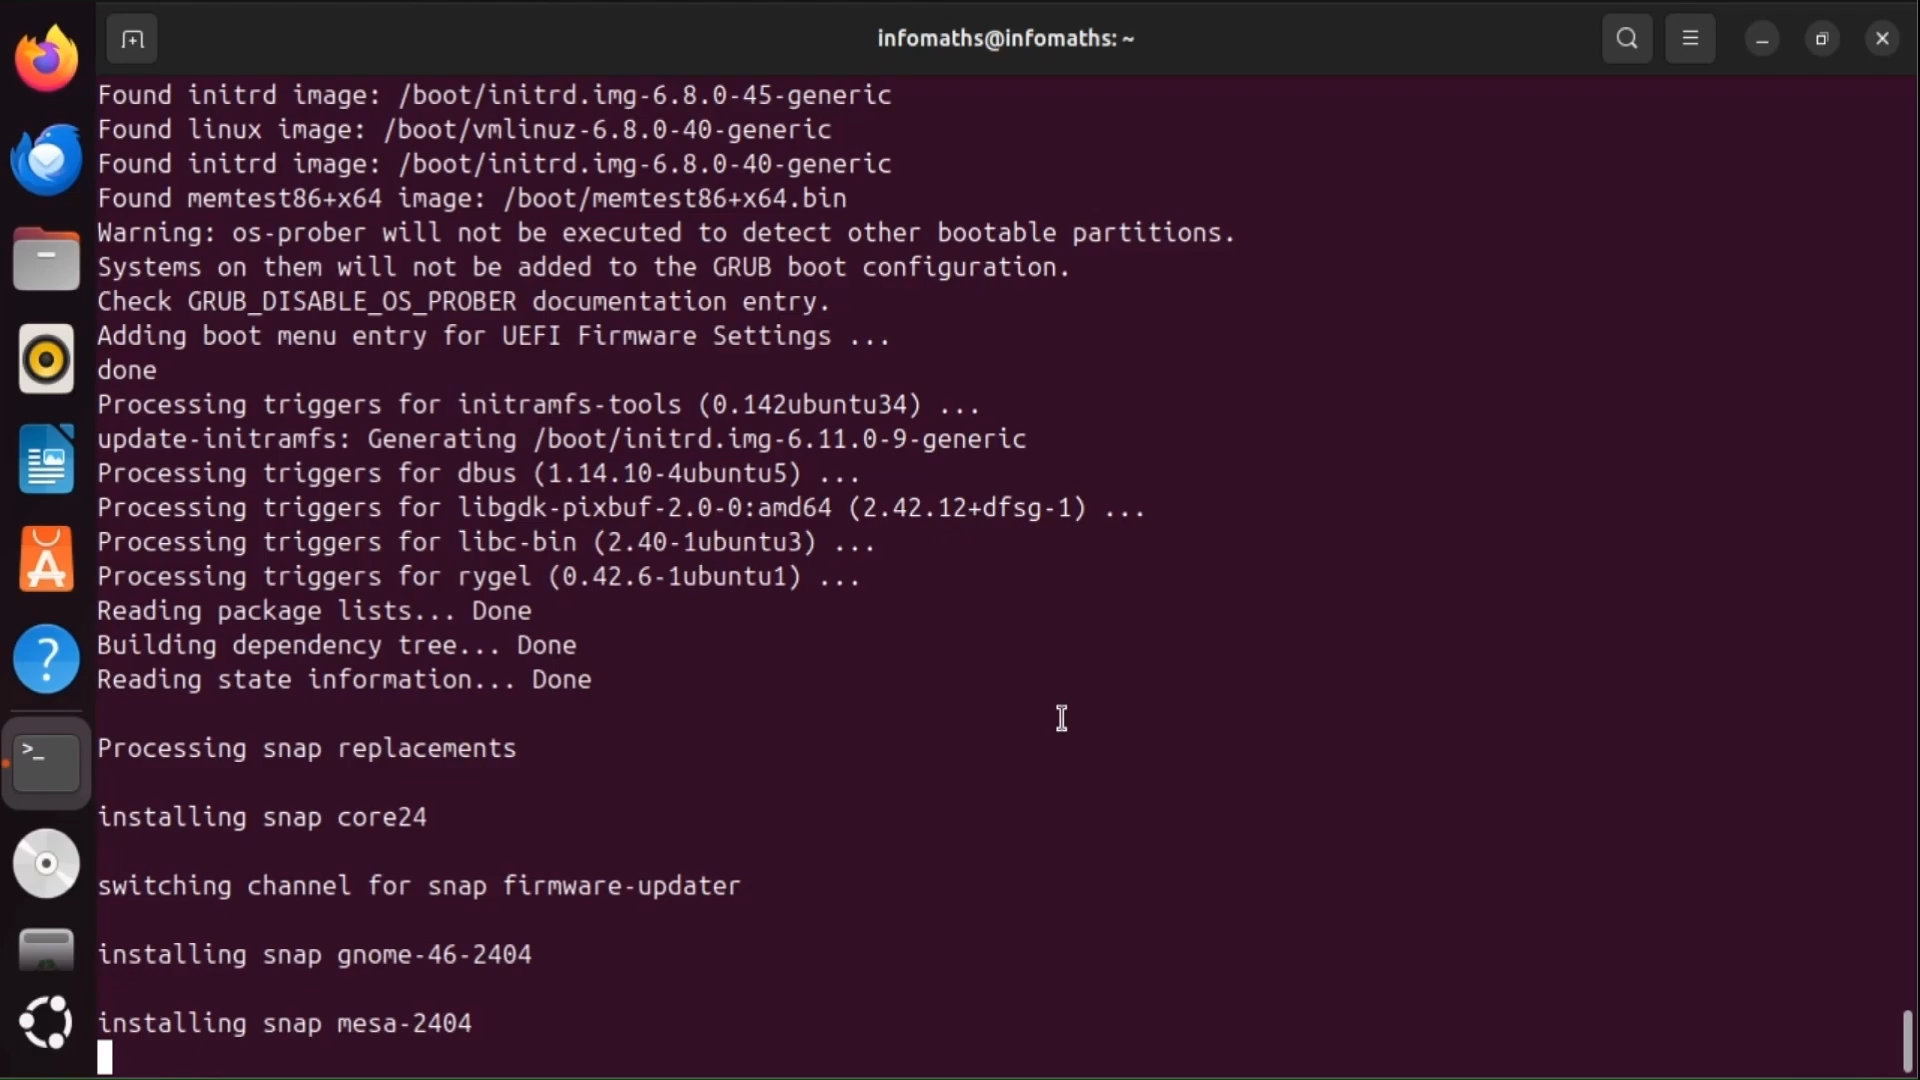 infomaths@infomaths: ~
Found initrd image: /boot/initrd.img-6.8.0-45-generic
Found linux image: /boot/vmlinuz-6.8.0-40-generic
Found initrd image: /boot/initrd.img-6.8.0-40-generic
Found memtest86+x64 image: /boot/memtest86+x64.bin
Warning: os-prober will not be executed to detect other bootable partitions.
Systems on them will not be added to the GRUB boot configuration.
Check GRUB_DISABLE_OS_PROBER documentation entry.
Adding boot menu entry for UEFI Firmware Settings ...
done
Processing triggers for initramfs-tools (0.142ubuntu34) ...
update-initramfs: Generating /boot/initrd.img-6.11.0-9-generic
Processing triggers for dbus (1.14.10-4ubuntu5) ...
Processing triggers for libgdk-pixbuf-2.0-0:amd64 (2.42.12+dfsg-1) ...
Processing triggers for libc-bin (2.40-1ubuntu3) ...
Processing triggers for rygel (0.42.6-1ubuntu1) ...
Reading package lists... Done
Building dependency tree... Done
Reading state information... Done
Processing snap replacements
installing snap core24
switching channel for snap firmware-updater
installing snap gnome-46-2404
installing snap mesa-2404